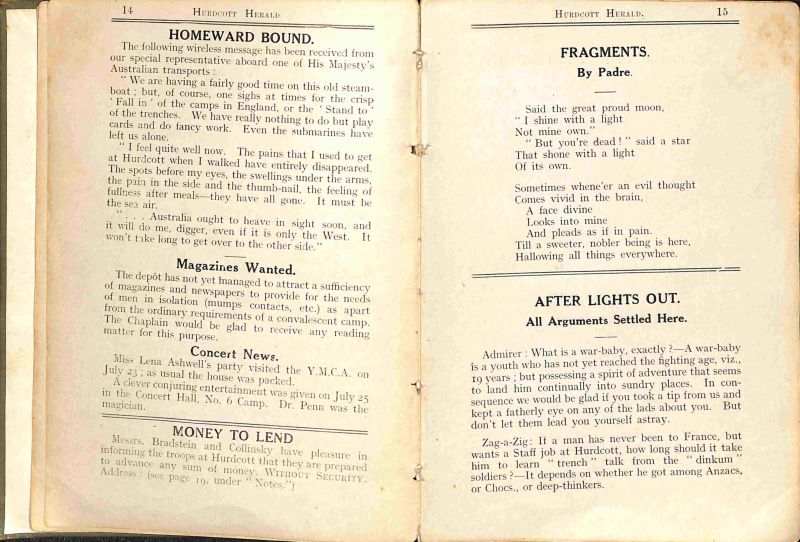 14 HURDCOTT HERALD
HOMEWARD BOUND.
The following wireless message has been received from
our special representative aboard one of His Majesty's
Australian transports :
" We are having a fairly good time on this old steam-
boat ; but, of course, one sighs at times for the crisp
' Fall in ' of the camps in England, or the ' Stand to '
of the trenches. We have really nothing to do but play
cards and do fancy work. Even the submarines have
left us alone.
" I feel quite well now. The pains that I used to get
at Hurdcott when I walked have entirely disappeared.
The spots before my eyes, the swellings under the arms,
the pain in the side and the thumb-nail, the feeling of
fullness after meals—they have all gone. It must be
the sea air.
" . . . Australia ought to heave in sight soon, and
it will do me, digger, even if it is only the West. It
won't take long to get over to the other side."
Magazines Wanted.
The depôt has not yet managed to attract a sufficiency
of magazines and newspapers to provide for the needs
of men in isolation (mumps contacts, etc.) as apart
from the ordinary requirements of a convalescent camp.
The Chaplain would be glad to receive any reading
matter for this purpose.
Concert News.
Miss Lena Ashwell's party visited the Y.M.C.A. on
July 23 ; as usual the house was packed.
A clever conjuring entertainment was given on July 25
in the Concert Hall, No. 6 Camp. Dr. Penn was the
magician.
MONEY TO LEND
Messrs. Bradstein and Collinsky have pleasure in
informing the troops at Hurdcott that they are prepared
to advance any sum of money, WITHOUT SECURITY.
Address : (see page 19, under " Notes.")
HURDCOTT HERALD. 15
FRAGMENTS.
By Padre.
Said the great proud moon,
" I shine with a light
Not mine own."
" But you're dead ! " said a star
That shone with a light
Of its own.
Sometimes whene'er an evil thought
Comes vivid in the brain,
A face divine
Looks into mine
And pleads as if in pain.
Till a sweeter, nobler being is here,
Hallowing all things everywhere.
AFTER LIGHTS OUT.
All Arguments Settled Here.
Admirer : What is a war-baby, exactly ?—A war-baby
is a youth who has not yet reached the fighting age, viz.,
19 years ; but possessing a spirit of adventure that seems
to land him continually into sundry places. In con-
sequence we would be glad if you took a tip from us and
kept a fatherly eye on any of the lads about you. But
don't let them lead you yourself astray.
Zag-a-Zig : If a man has never been to France, but
wants a Staff job at Hurdcott, how long should it take
him to learn " trench " talk from the " dinkum "
soldiers ?—It depends on whether he got among Anzacs,
or Chocs., or deep-thinkers.